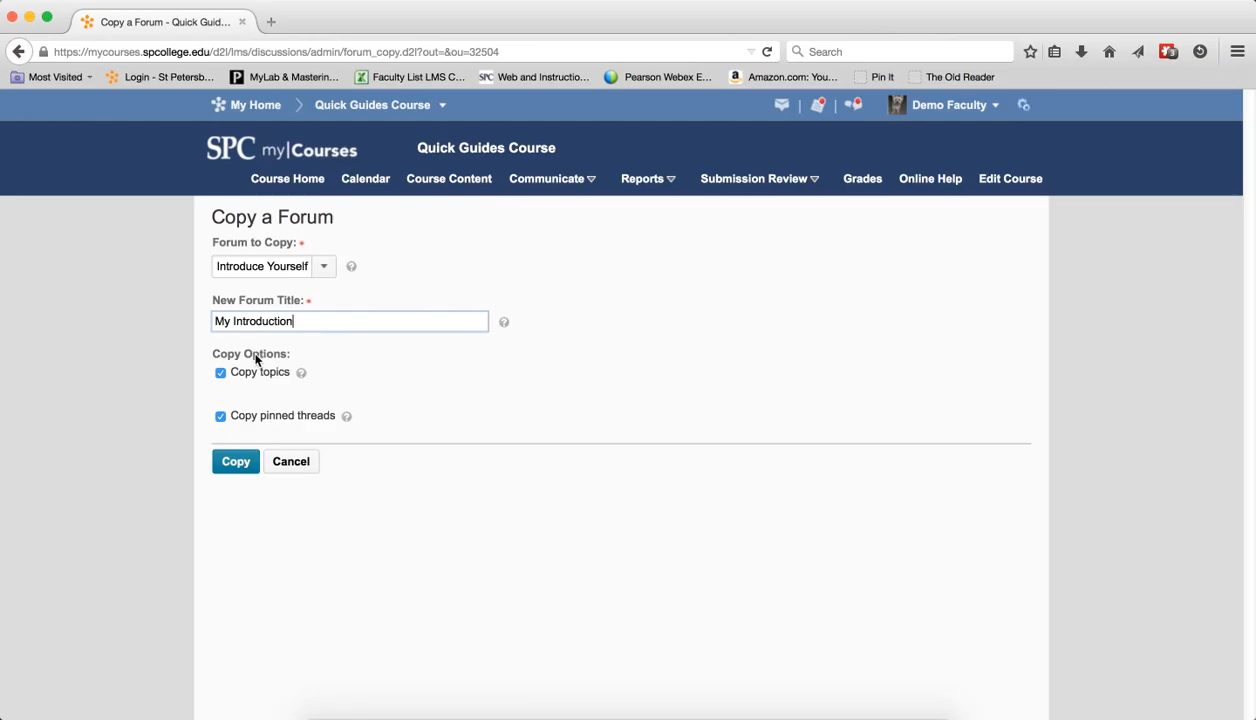 Copy a Forum - Quick Guid...
https://mycourses.spcollege.edu/d2l/lms/discussions/admin/forum_copy.d2l?out=&ou=32504
Search
3
Most Visited
Login - St Petersb...
MyLab & Masterin...
Faculty List LMS C...
SPC Web and Instructio...
Pearson Webex E...
Amazon.com: You...
Pin It
The Old Reader
My Home
Quick Guides Course
Demo Faculty
SPC my|Courses
Quick Guides Course
Course Home Calendar Course Content Communicate Reports Submission Review Grades Online Help Edit Course
Copy a Forum
Forum to Copy: *
Introduce Yourself
New Forum Title: *
My Introduction
Copy Options:
Copy topics
Copy pinned threads
Copy Cancel